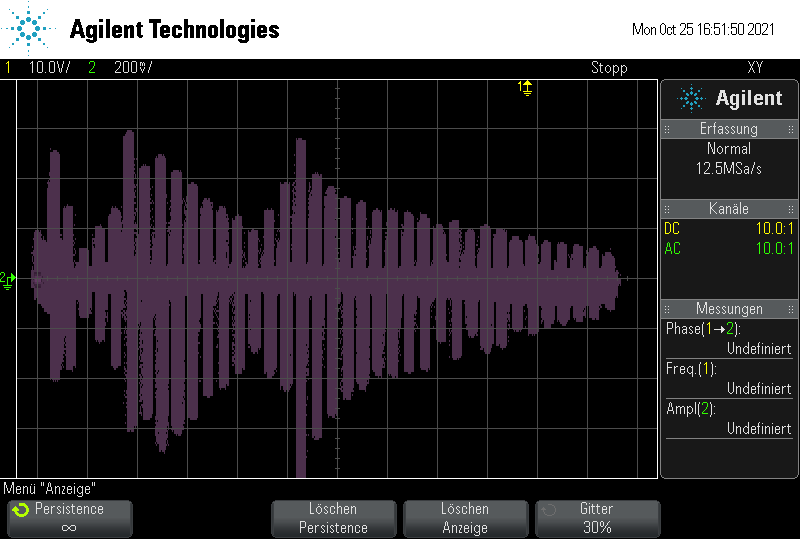 Agilent Technologies
Mon Oct 25 16:51:50 2021
1 10.0V/ 2 200mV/ Stopp XY
1
2
Agilent
Erfassung
Normal
12.5MSa/s
Kanäle
DC 10.0:1
AC 10.0:1
Messungen
Phase(1→2):
Undefiniert
Freq.(1):
Undefiniert
Ampl(2):
Undefiniert
Menü "Anzeige"
Persistence
∞
Löschen
Persistence
Löschen
Anzeige
Gitter
30%